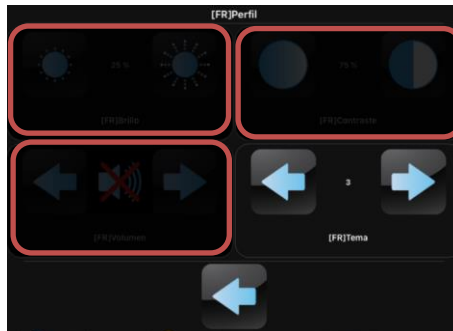 [FR]Perfil
25 %
75 %
[FR]Brillo
[FR]Contraste
3
[FR]Volumen
[FR]Tema